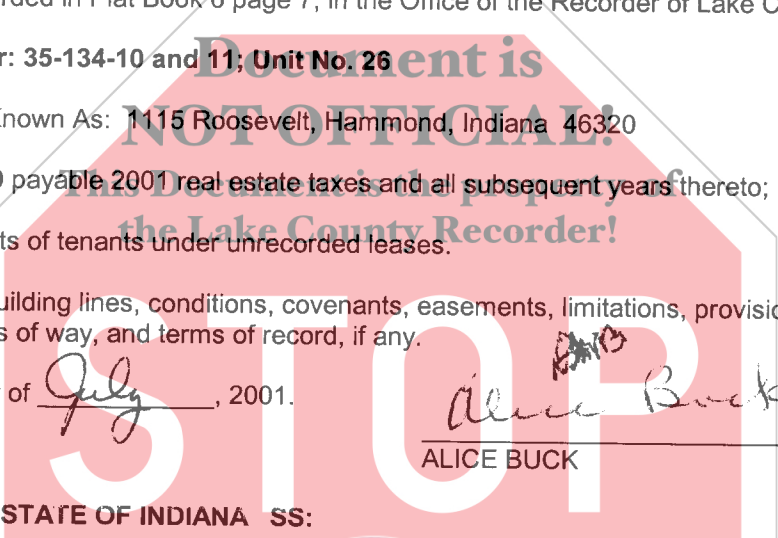 rded in Plat Book 6 page 7, in the Office of the Recorder of Lake C
Document is
r: 35-134-10 and 11; Unit No. 26
NOT OFFICIAL!
Known As: 1115 Roosevelt, Hammond, Indiana 46320
This Document is the property of
payable 2001 real estate taxes and all subsequent years thereto;
the Lake County Recorder!
ts of tenants under unrecorded leases.
uilding lines, conditions, covenants, easements, limitations, provisio
s of way, and terms of record, if any.
of July, 2001.
Alice Buck
ALICE BUCK
STATE OF INDIANA SS:
STOP